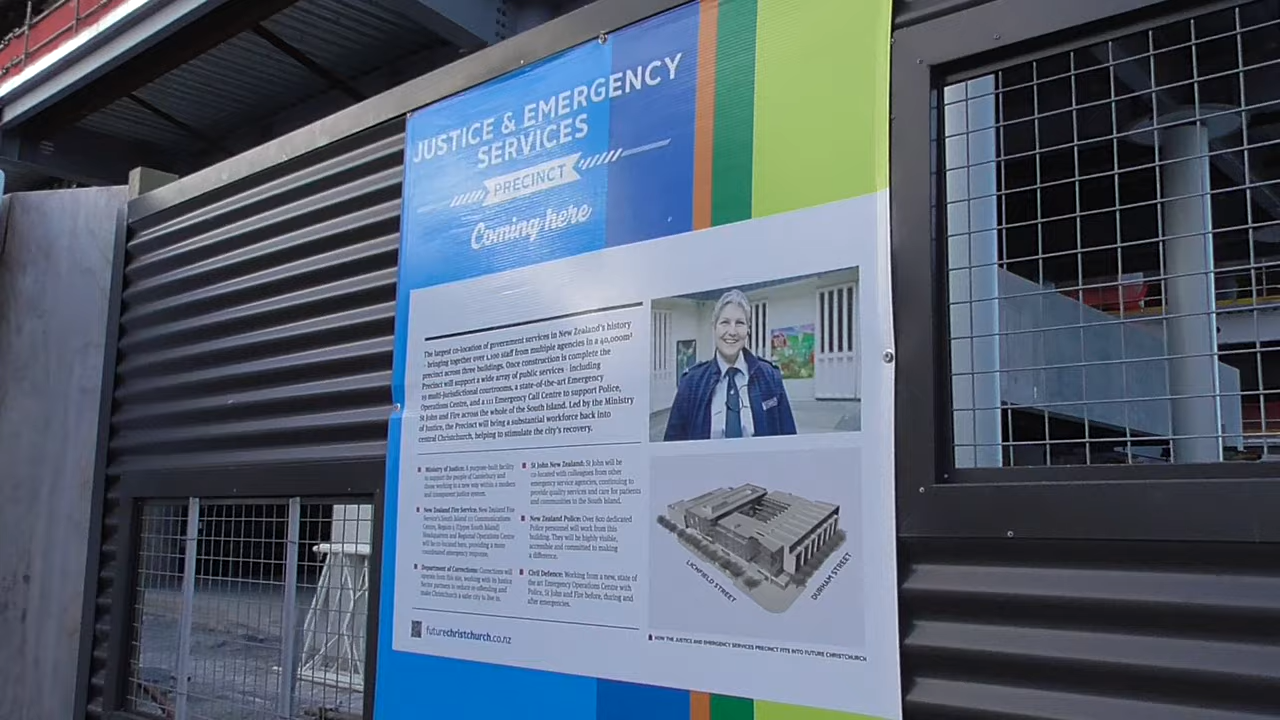 JUSTICE & EMERGENCY
SERVICES
PRECINCT
Coming here
The largest co-location of government services in New Zealand's history
- bringing together over 1,100 staff from multiple agencies in a 40,000m²
precinct across three buildings. Once construction is complete the
Precinct will support a wide array of public services - including
19 multi-jurisdictional courtrooms, a state-of-the-art Emergency
Operations Centre, and a 111 Emergency Call Centre to support Police,
St John and Fire across the whole of the South Island. Led by the Ministry
of Justice, the Precinct will bring a substantial workforce back into
central Christchurch, helping to stimulate the city's recovery.
Ministry of Justice: A purpose-built facility
to support the people of Canterbury and
those working to a new way within a modern
and transparent justice system.
New Zealand Fire Service: New Zealand Fire
Service's South Island 111 Communications
Centre, Region 5 (Upper South Island)
Headquarters and Regional Operations Centre
will be co-located here, providing a more
coordinated emergency response.
Department of Corrections: Corrections will
operate from this site, working with its Justice
Sector partners to reduce re-offending and
make Christchurch a safer city to live in.
St John New Zealand: St John will be
co-located with colleagues from other
emergency service agencies, continuing to
provide quality services and care for patients
and communities in the South Island.
New Zealand Police: Over 600 dedicated
Police personnel will work from this
building. They will be highly visible,
accessible and committed to making
a difference.
Civil Defence: Working from a new, state of
the art Emergency Operations Centre with
Police, St John and Fire before, during and
after emergencies.
LICHFIELD STREET
DURHAM STREET
HOW THE JUSTICE AND EMERGENCY SERVICES PRECINCT FITS INTO FUTURE CHRISTCHURCH
futurechristchurch.co.nz